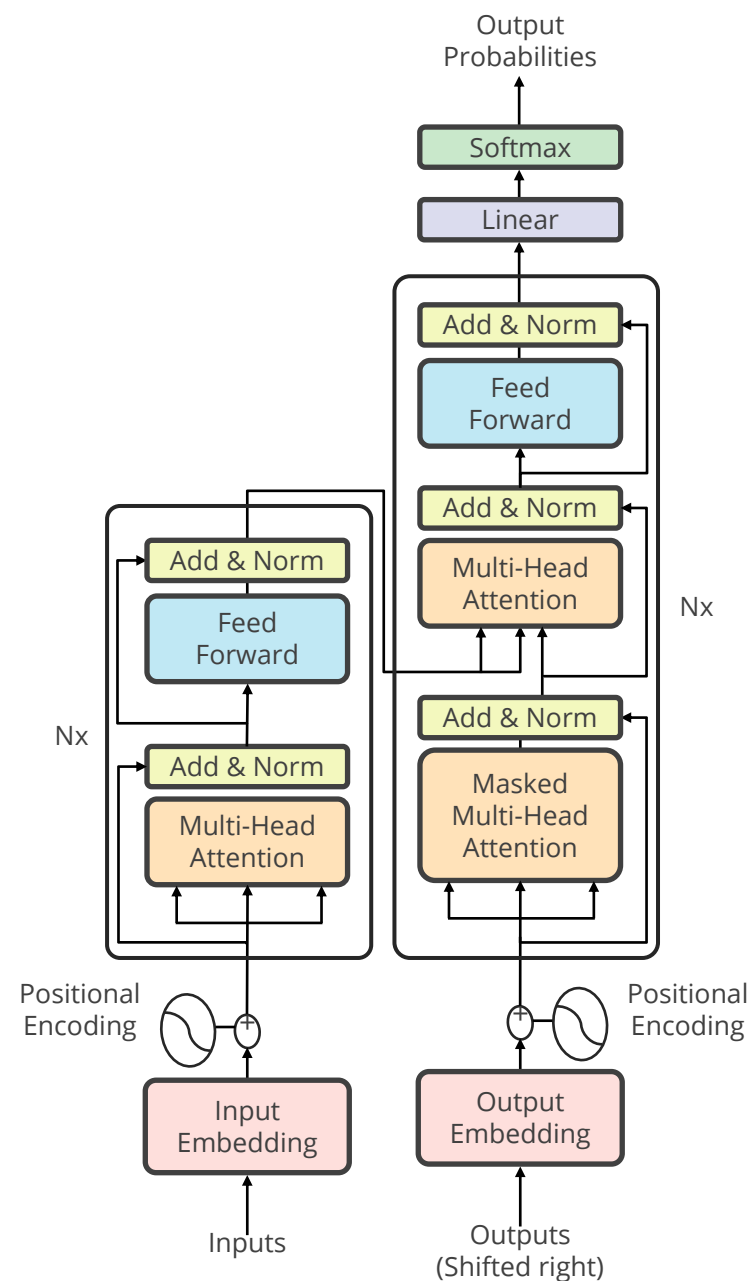 Output
Probabilities
Softmax
Linear
Add & Norm
Feed
Forward
Add & Norm
Multi-Head
Attention
Nx
Add & Norm
Masked
Multi-Head
Attention
Add & Norm
Feed
Forward
Nx
Add & Norm
Multi-Head
Attention
Positional
Encoding
+
+
Positional
Encoding
Input
Embedding
Output
Embedding
Inputs
Outputs
(Shifted right)